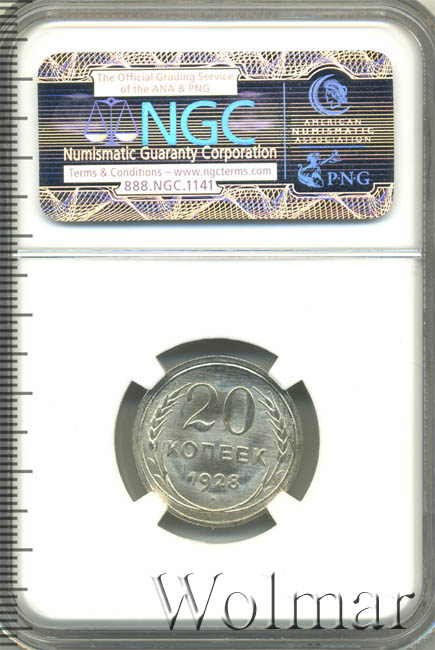 The Official Grading Service
of the ANA & PNG
NGC
Numismatic Guaranty Corporation
Terms & Conditions – www.ngcterms.com
888.NGC.1141
AMERICAN
NUMISMATIC
ASSOCIATION
P·N·G
20
КОПЕЕК
1928
Wolmar